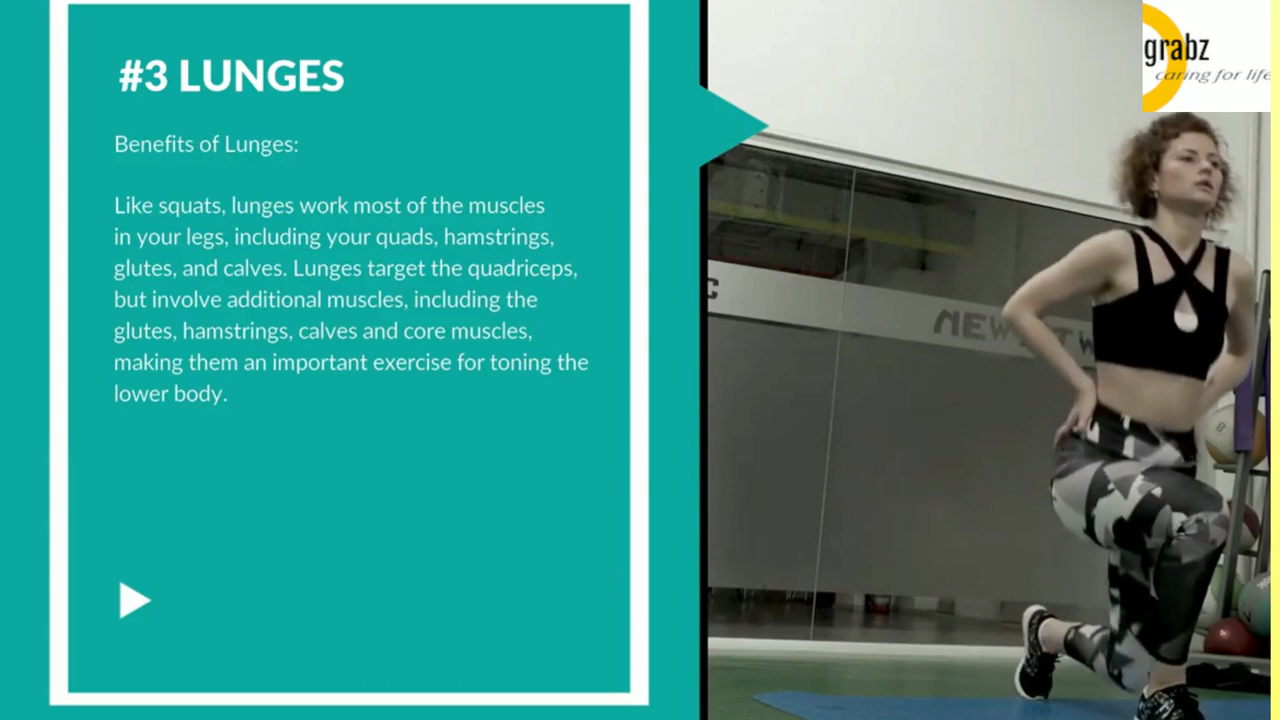 #3 LUNGES
Benefits of Lunges:
Like squats, lunges work most of the muscles
in your legs, including your quads, hamstrings,
glutes, and calves. Lunges target the quadriceps,
but involve additional muscles, including the
glutes, hamstrings, calves and core muscles,
making them an important exercise for toning the
lower body.
grabz
caring for life
C
NEW
8